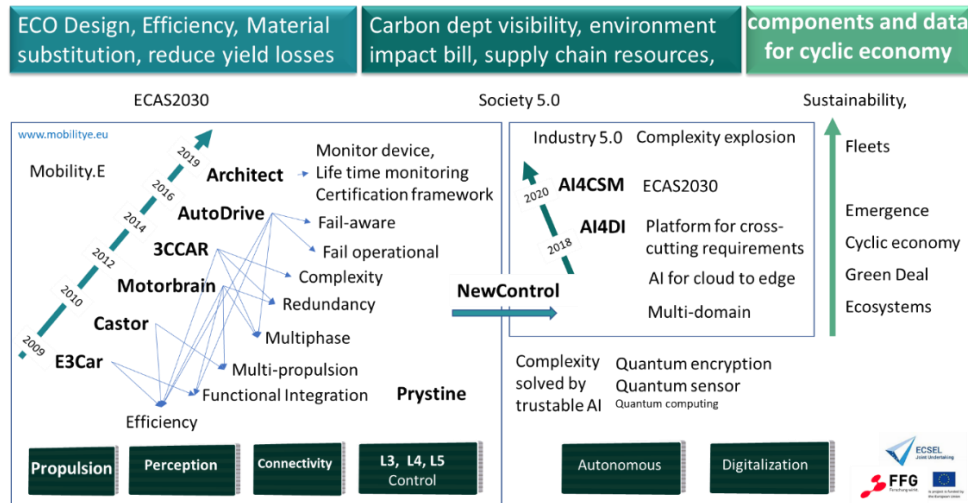 ECO Design, Efficiency, Material
substitution, reduce yield losses
Carbon dept visibility, environment
impact bill, supply chain resources,
components and data
for cyclic economy
ECAS2030
Society 5.0
Sustainability,
www.mobilitye.eu
Mobility.E
2009
2010
2012
2014
2016
2019
Architect
AutoDrive
3CCAR
Motorbrain
Castor
E3Car
Monitor device,
Life time monitoring
Certification framework
Fail-aware
Fail operational
Complexity
Redundancy
Multiphase
Multi-propulsion
Functional Integration
Efficiency
Prystine
NewControl
Industry 5.0
Complexity explosion
2020
2018
AI4CSM
ECAS2030
AI4DI
Platform for cross-
cutting requirements
AI for cloud to edge
Multi-domain
Fleets
Emergence
Cyclic economy
Green Deal
Ecosystems
Complexity
solved by
trustable AI
Quantum encryption
Quantum sensor
Quantum computing
Propulsion
Perception
Connectivity
L3, L4, L5
Control
Autonomous
Digitalization
ECSEL
Joint Undertaking
FFG